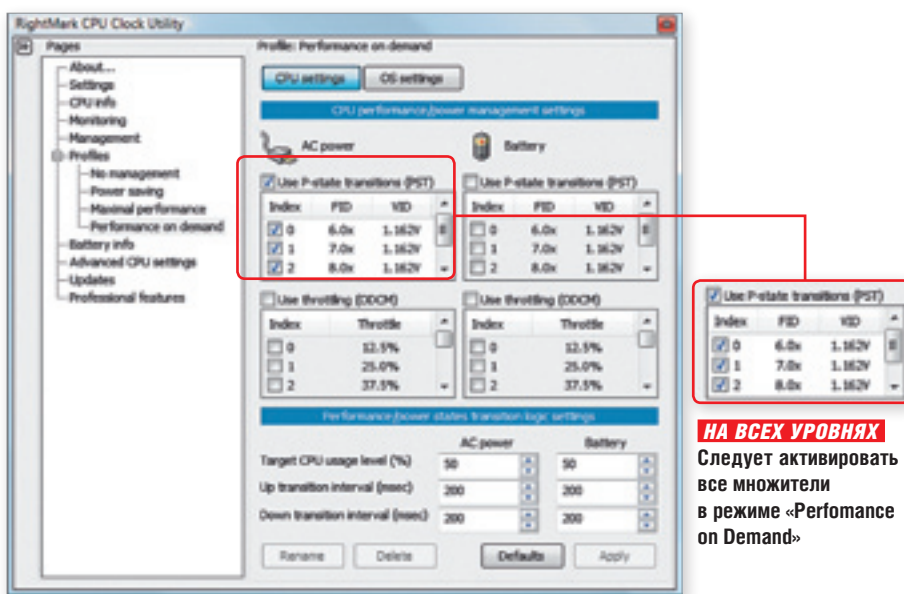 RightMark CPU Clock Utility
Pages
About...
Settings
CPU info
Monitoring
Management
Profiles
No management
Power saving
Maximal performance
Performance on demand
Battery info
Advanced CPU settings
Updates
Professional features
Profile: Performance on demand
CPU settings OS settings
CPU performance/power management settings
AC power Battery
Use P-state transitions (PST) Use P-state transitions (PST)
Index FID VID Index FID VID
0 6.0x 1.162V 0 6.0x 1.162V
1 7.0x 1.162V 1 7.0x 1.162V
2 8.0x 1.162V 2 8.0x 1.162V
Use throttling (ODCM) Use throttling (ODCM)
Index Throttle Index Throttle
0 12.5% 0 12.5%
1 25.0% 1 25.0%
2 37.5% 2 37.5%
Performance/power states transition logic settings
AC power Battery
Target CPU usage level (%) 50 50
Up transition interval (msec) 200 200
Down transition interval (msec) 200 200
Rename Delete Defaults Apply
Use P-state transitions (PST)
Index FID VID
0 6.0x 1.162V
1 7.0x 1.162V
2 8.0x 1.162V
НА ВСЕХ УРОВНЯХ
Следует активировать
все множители
в режиме «Perfomance
on Demand»